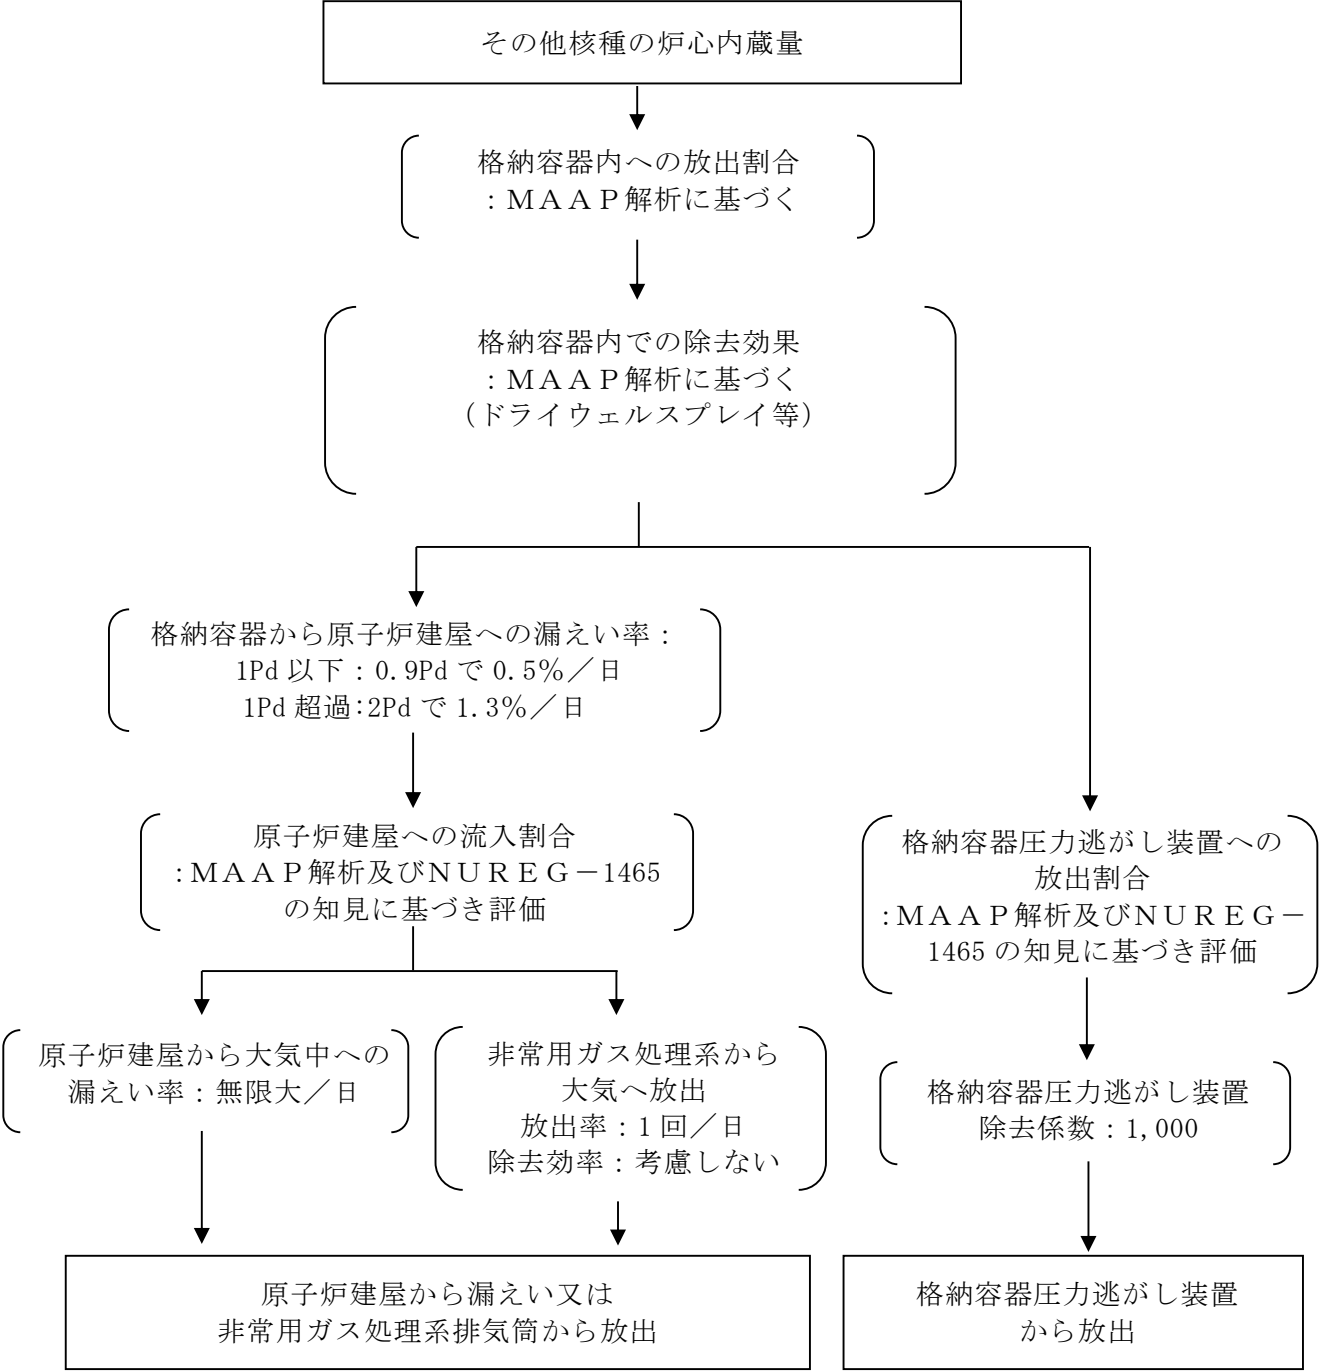 その他核種の炉心内蔵量
格納容器内への放出割合
：ＭＡＡＰ解析に基づく
格納容器内での除去効果
：ＭＡＡＰ解析に基づく
（ドライウェルスプレイ等）
格納容器から原子炉建屋への漏えい率：
1Pd 以下：0.9Pd で 0.5％／日
1Pd 超過：2Pd で 1.3％／日
原子炉建屋への流入割合
：ＭＡＡＰ解析及びＮＵＲＥＧ－1465
の知見に基づき評価
原子炉建屋から大気中への
漏えい率：無限大／日
非常用ガス処理系から
大気へ放出
放出率：1 回／日
除去効率：考慮しない
原子炉建屋から漏えい又は
非常用ガス処理系排気筒から放出
格納容器圧力逃がし装置への
放出割合
：ＭＡＡＰ解析及びＮＵＲＥＧ－
1465 の知見に基づき評価
格納容器圧力逃がし装置
除去係数：1,000
格納容器圧力逃がし装置
から放出